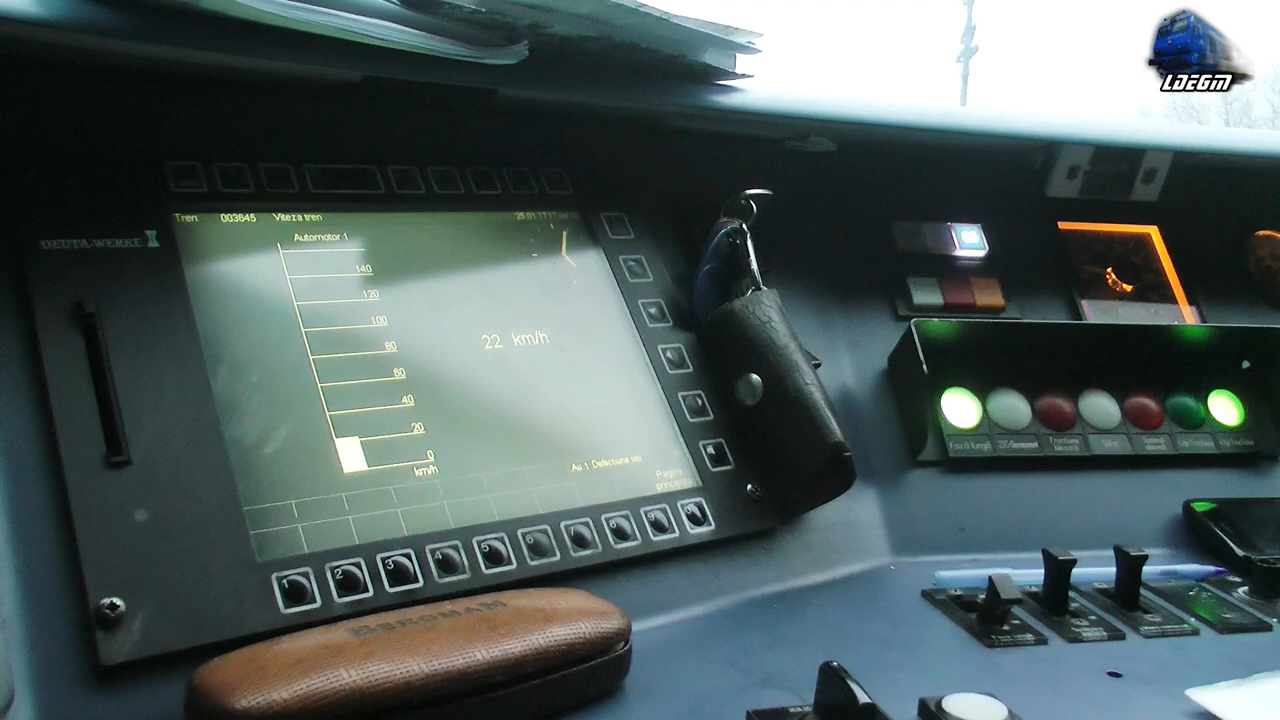 LDEGM
DEUTA-WERKE
Tren 003645 Viteza tren
Automotor 1
140
120
100
80
60
40
20
0
km/h
22 km/h
Au 1 Defectiune usi
Pagina
principala
1 2 3 4 5 6 7 8 9 0
BERGMAN